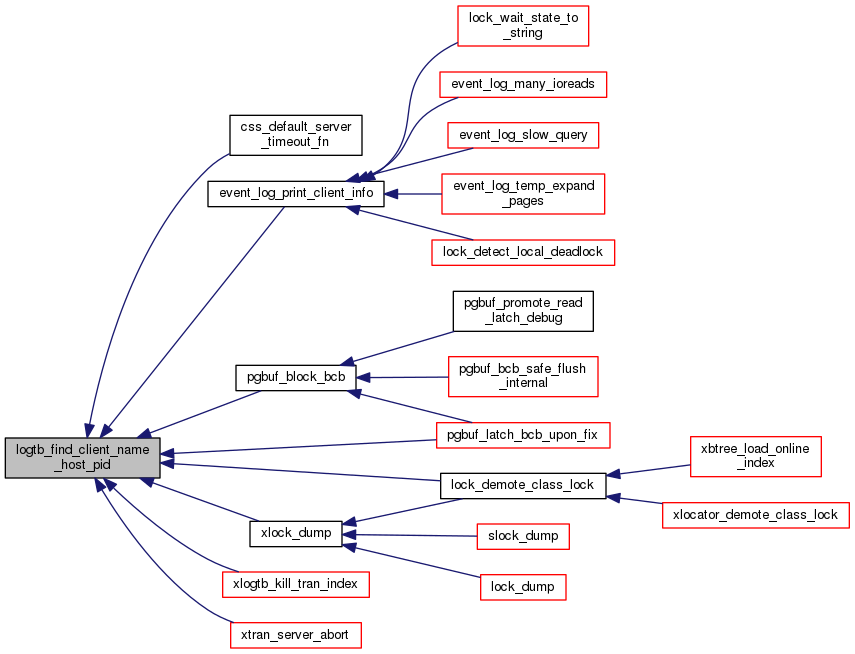 lock_wait_state_to
_string
event_log_many_ioreads
css_default_server
_timeout_fn
event_log_slow_query
event_log_print_client_info
event_log_temp_expand
_pages
lock_detect_local_deadlock
pgbuf_promote_read
_latch_debug
pgbuf_block_bcb
pgbuf_bcb_safe_flush
_internal
pgbuf_latch_bcb_upon_fix
logtb_find_client_name
_host_pid
xbtree_load_online
_index
lock_demote_class_lock
xlocator_demote_class_lock
xlock_dump
slock_dump
xlogtb_kill_tran_index
lock_dump
xtran_server_abort